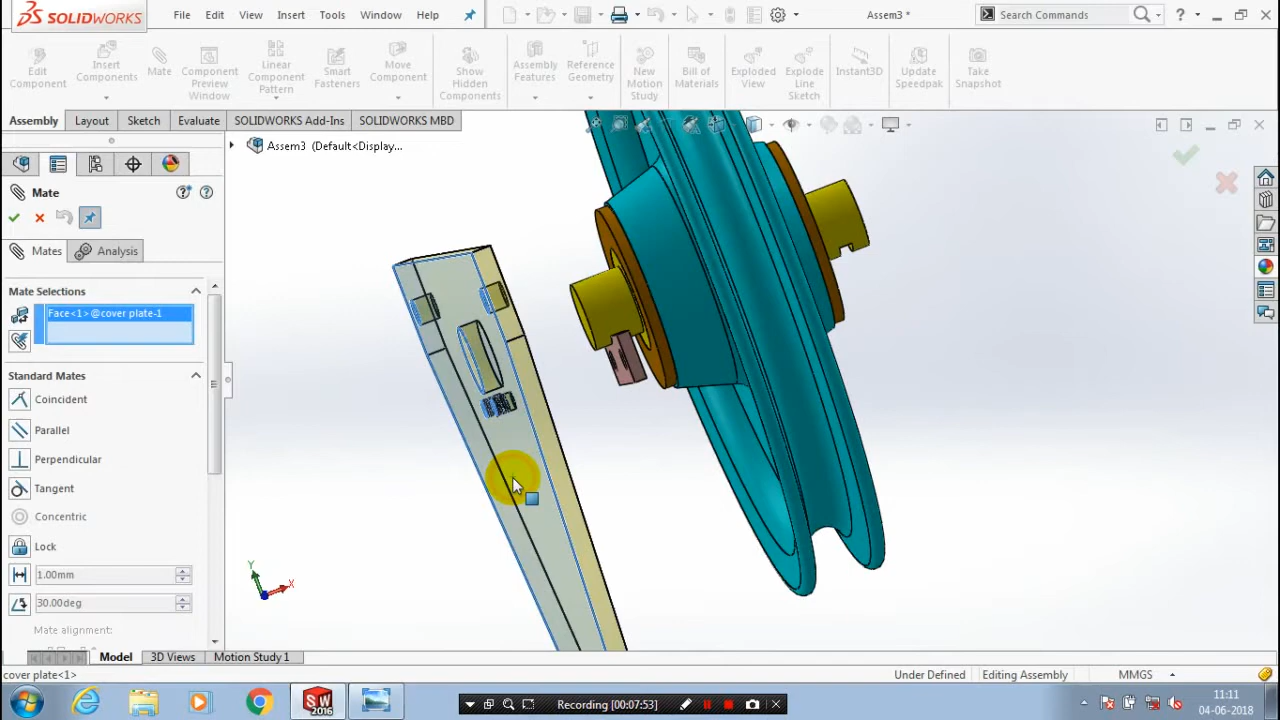 SOLIDWORKS File Edit View Insert Tools Window Help Assem3 * Search Commands
Edit Component
Insert Components
Mate
Component Preview Window
Linear Component Pattern
Smart Fasteners
Move Component
Show Hidden Components
Assembly Features
Reference Geometry
New Motion Study
Bill of Materials
Exploded View
Explode Line Sketch
Instant3D
Update Speedpak
Take Snapshot
Assembly Layout Sketch Evaluate SOLIDWORKS Add-Ins SOLIDWORKS MBD
Assem3 (Default<Display...
Mate
Mates Analysis
Mate Selections
Face<1>@cover plate-1
Standard Mates
Coincident
Parallel
Perpendicular
Tangent
Concentric
Lock
1.00mm
30.00deg
Mate alignment:
Y
X
Model 3D Views Motion Study 1
cover plate<1> Under Defined Editing Assembly MMGS
SW 2016
Recording [00:07:53]
11:11
04-06-2018